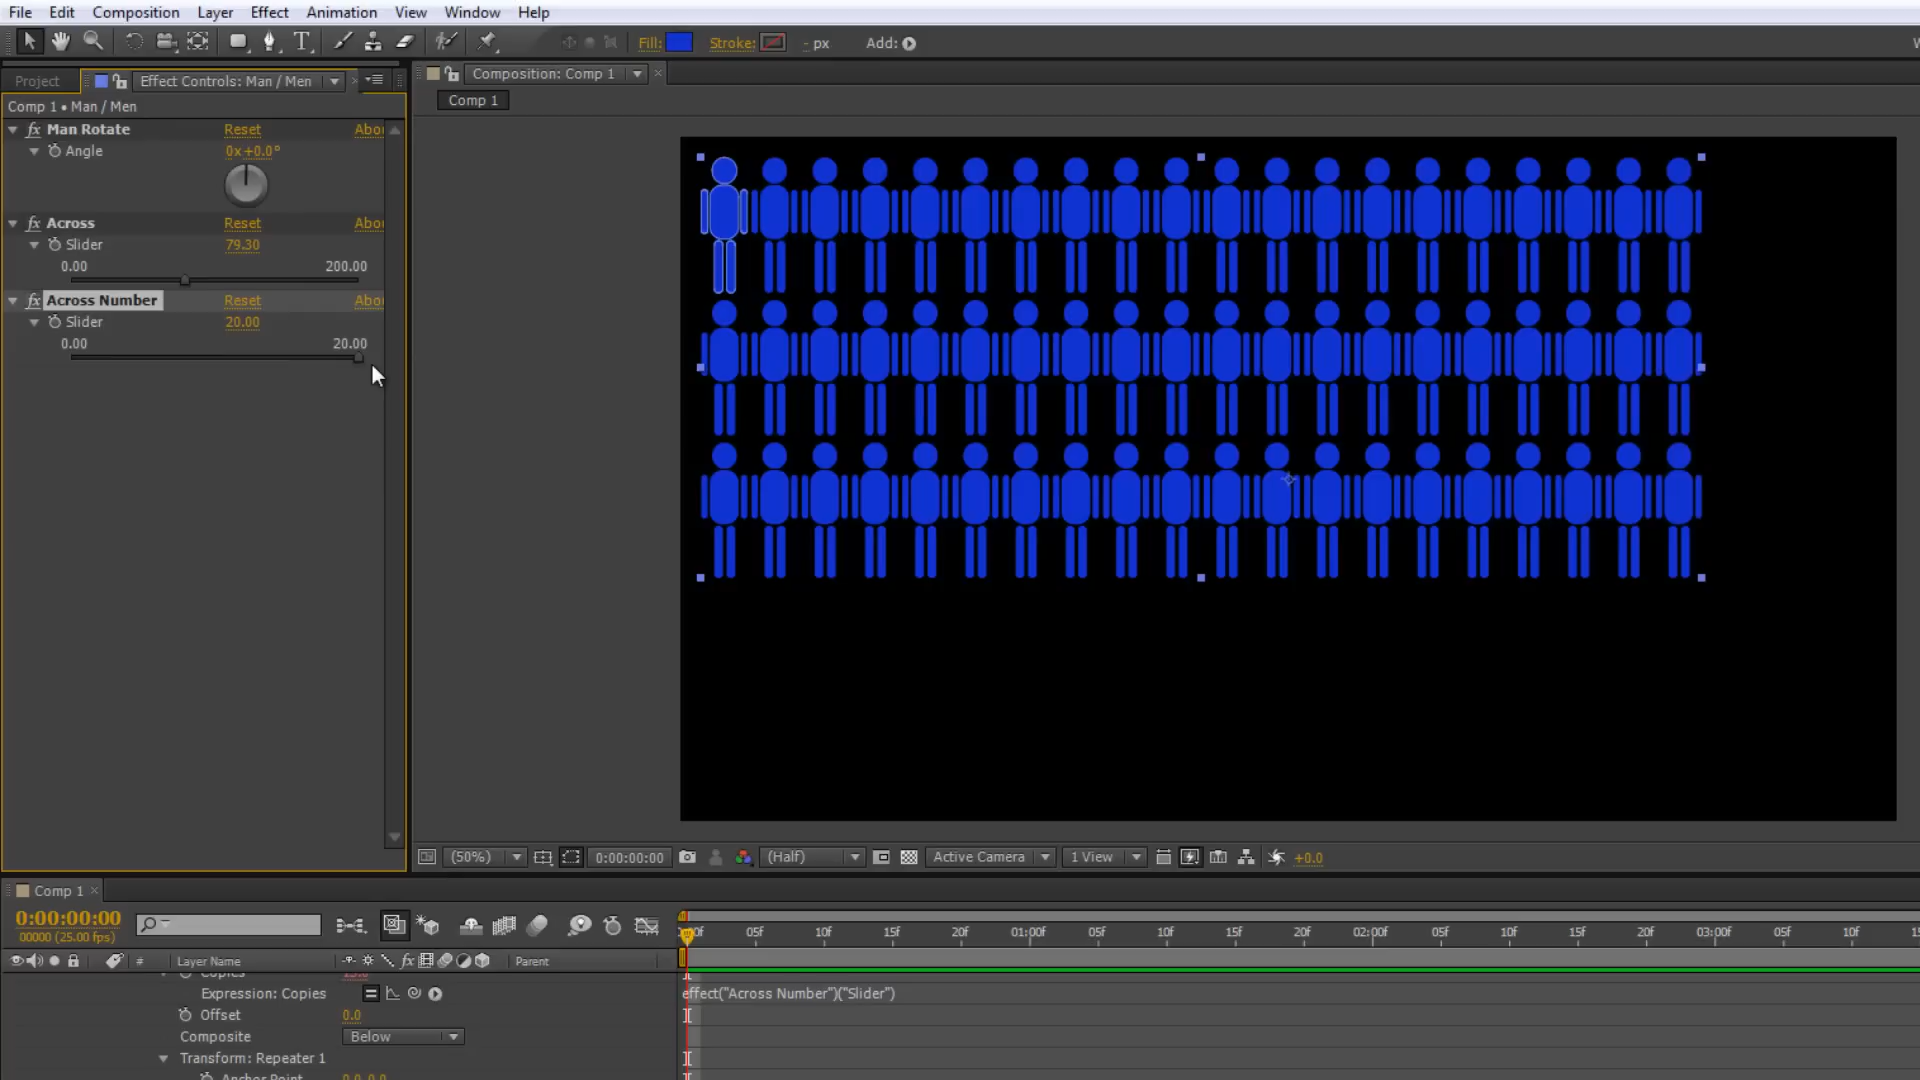 File Edit Composition Layer Effect Animation View Window Help
Fill: Stroke: - px Add:
Project Effect Controls: Man / Men
Composition: Comp 1
Comp 1
Comp 1 • Man / Men
Man Rotate Reset Abou
Angle 0x+0.0°
Across Reset Abou
Slider 79.30
0.00 200.00
Across Number Reset Abou
Slider 20.00
0.00 20.00
(50%) 0:00:00:00 (Half) Active Camera 1 View +0.0
Comp 1
0:00:00:00
00000 (25.00 fps)
05f 10f 15f 20f 01:00f 05f 10f 15f 20f 02:00f 05f 10f 15f 20f 03:00f 05f 10f
# Layer Name fx Parent
Copies
Expression: Copies effect("Across Number")("Slider")
Offset 0.0
Composite Below
Transform: Repeater 1
Anchor Point 0.0, 0.0